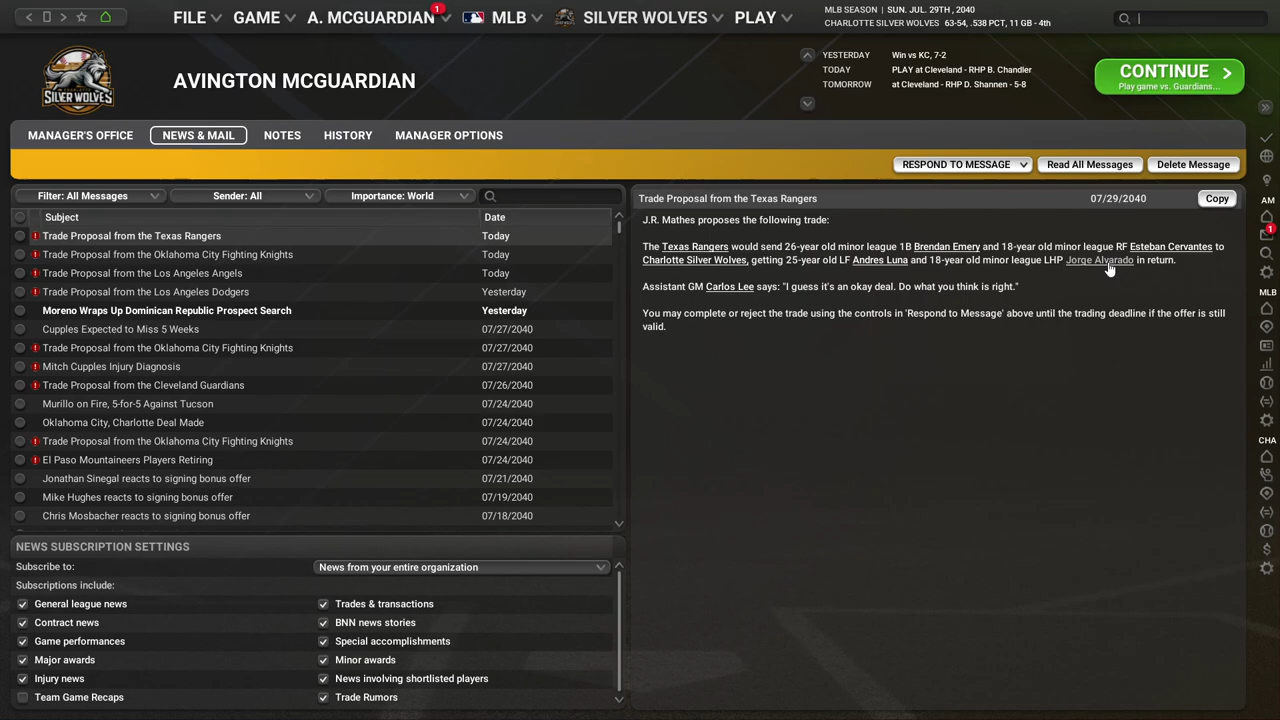 FILE GAME A. MCGUARDIAN 1 MLB SILVER WOLVES PLAY
MLB SEASON | SUN. JUL. 29TH, 2040
CHARLOTTE SILVER WOLVES 63-54, .538 PCT, 11 GB - 4th
SILVER WOLVES
AVINGTON MCGUARDIAN
YESTERDAY Win vs KC, 7-2
TODAY PLAY at Cleveland - RHP B. Chandler
TOMORROW at Cleveland - RHP D. Shannen - 5-8
CONTINUE
Play game vs. Guardians...
MANAGER'S OFFICE NEWS & MAIL NOTES HISTORY MANAGER OPTIONS
RESPOND TO MESSAGE Read All Messages Delete Message
Filter: All Messages Sender: All Importance: World
Subject Date
Trade Proposal from the Texas Rangers Today
Trade Proposal from the Oklahoma City Fighting Knights Today
Trade Proposal from the Los Angeles Angels Today
Trade Proposal from the Los Angeles Dodgers Yesterday
Moreno Wraps Up Dominican Republic Prospect Search Yesterday
Cupples Expected to Miss 5 Weeks 07/27/2040
Trade Proposal from the Oklahoma City Fighting Knights 07/27/2040
Mitch Cupples Injury Diagnosis 07/27/2040
Trade Proposal from the Cleveland Guardians 07/26/2040
Murillo on Fire, 5-for-5 Against Tucson 07/24/2040
Oklahoma City, Charlotte Deal Made 07/24/2040
Trade Proposal from the Oklahoma City Fighting Knights 07/24/2040
El Paso Mountaineers Players Retiring 07/24/2040
Jonathan Sinegal reacts to signing bonus offer 07/21/2040
Mike Hughes reacts to signing bonus offer 07/19/2040
Chris Mosbacher reacts to signing bonus offer 07/18/2040
NEWS SUBSCRIPTION SETTINGS
Subscribe to: News from your entire organization
Subscriptions include:
General league news Trades & transactions
Contract news BNN news stories
Game performances Special accomplishments
Major awards Minor awards
Injury news News involving shortlisted players
Team Game Recaps Trade Rumors
Trade Proposal from the Texas Rangers 07/29/2040 Copy
J.R. Mathes proposes the following trade:
The Texas Rangers would send 26-year old minor league 1B Brendan Emery and 18-year old minor league RF Esteban Cervantes to
Charlotte Silver Wolves, getting 25-year old LF Andres Luna and 18-year old minor league LHP Jorge Alvarado in return.
Assistant GM Carlos Lee says: "I guess it's an okay deal. Do what you think is right."
You may complete or reject the trade using the controls in 'Respond to Message' above until the trading deadline if the offer is still
valid.
AM
1
MLB
CHA